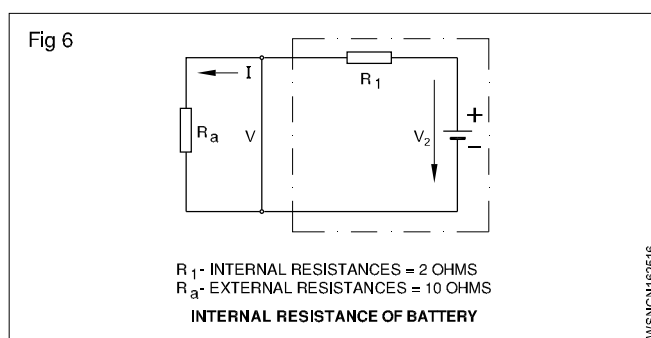 Fig 6
I
R1
Ra
V
V2
+
−
R1- INTERNAL RESISTANCES = 2 OHMS
Ra- EXTERNAL RESISTANCES = 10 OHMS
INTERNAL RESISTANCE OF BATTERY